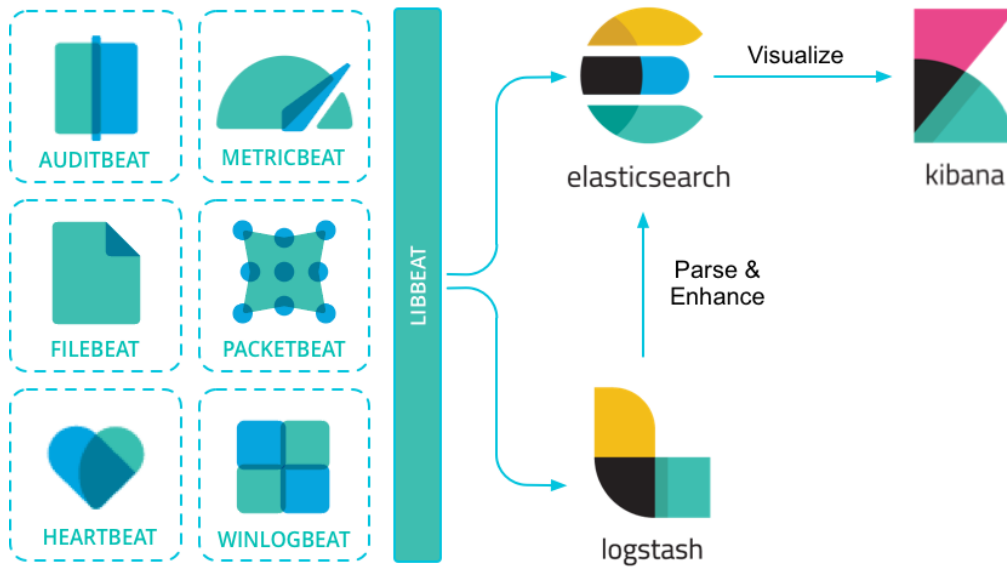 AUDITBEAT
METRICBEAT
FILEBEAT
PACKETBEAT
HEARTBEAT
WINLOGBEAT
LIBBEAT
elasticsearch
Visualize
kibana
Parse &
Enhance
logstash